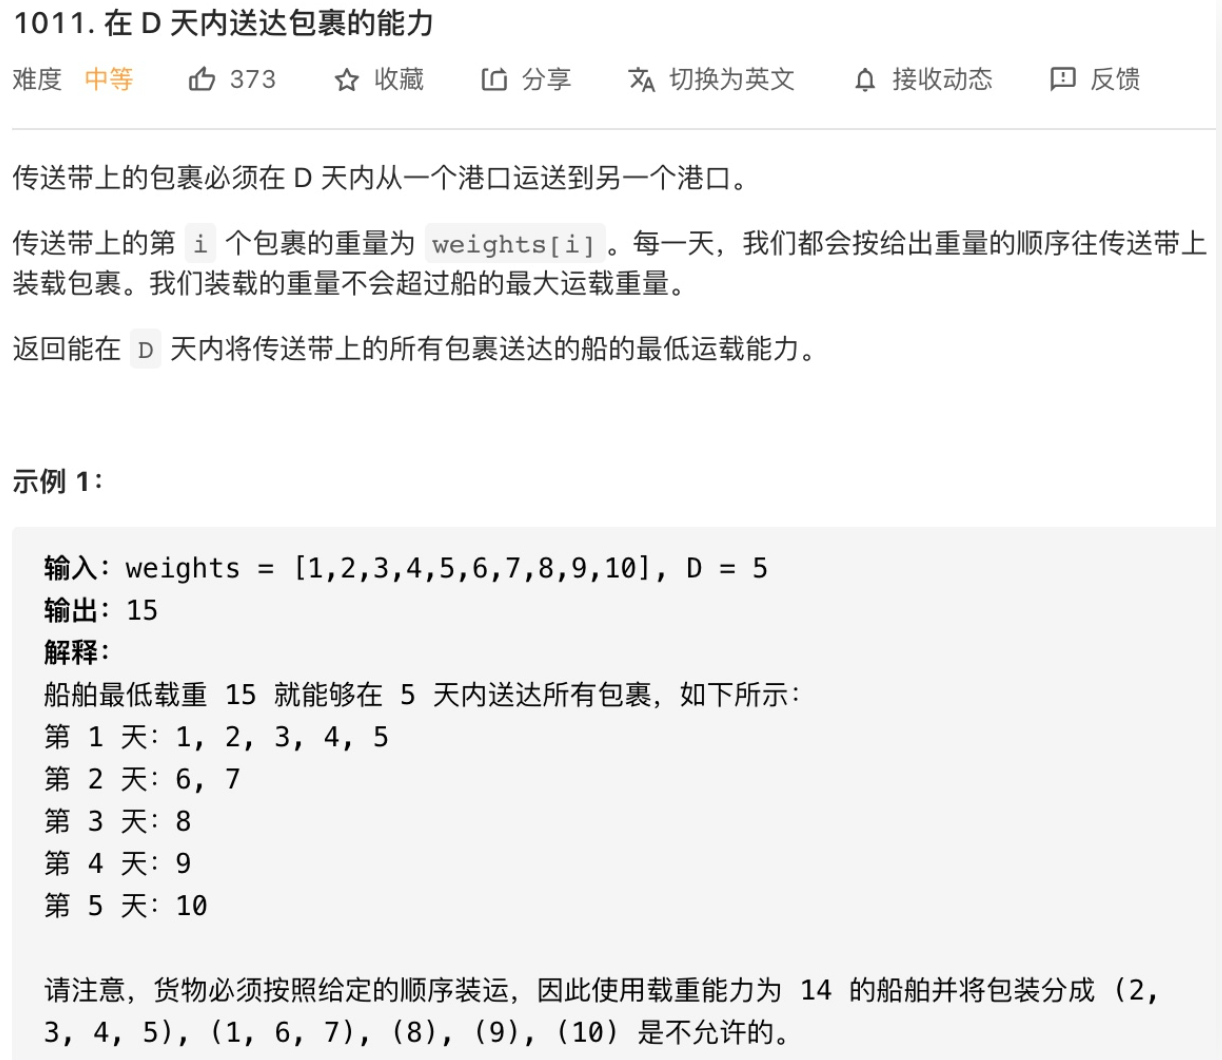 1011. 在 D 天内送达包裹的能力
难度 中等 373 收藏 分享 切换为英文 接收动态 反馈
传送带上的包裹必须在 D 天内从一个港口运送到另一个港口。
传送带上的第 i 个包裹的重量为 weights[i] 。每一天，我们都会按给出重量的顺序往传送带上
装载包裹。我们装载的重量不会超过船的最大运载重量。
返回能在 D 天内将传送带上的所有包裹送达的船的最低运载能力。
示例 1：
输入：weights = [1,2,3,4,5,6,7,8,9,10], D = 5
输出：15
解释：
船舶最低载重 15 就能够在 5 天内送达所有包裹，如下所示：
第 1 天：1, 2, 3, 4, 5
第 2 天：6, 7
第 3 天：8
第 4 天：9
第 5 天：10
请注意，货物必须按照给定的顺序装运，因此使用载重能力为 14 的船舶并将包装分成 (2,
3, 4, 5), (1, 6, 7), (8), (9), (10) 是不允许的。